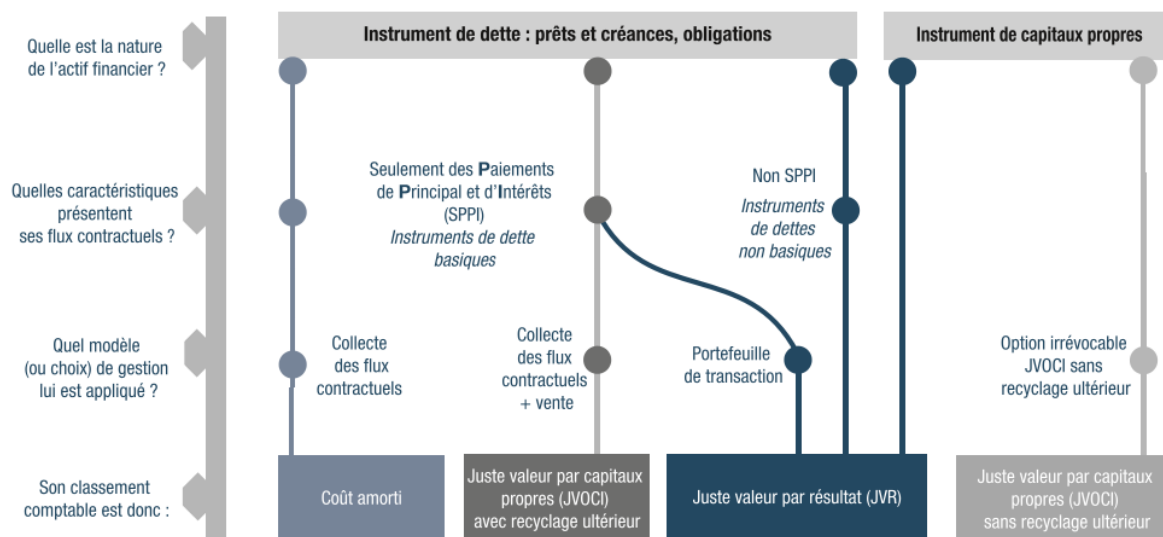 Instrument de dette : prêts et créances, obligations
Instrument de capitaux propres
Quelle est la nature
de l'actif financier ?
Quelles caractéristiques
présentent
ses flux contractuels ?
Seulement des Paiements
de Principal et d'Intérêts
(SPPI)
Instruments de dette
basiques
Non SPPI
Instruments
de dettes
non basiques
Quel modèle
(ou choix) de gestion
lui est appliqué ?
Collecte
des flux
contractuels
Collecte
des flux
contractuels
+ vente
Portefeuille
de transaction
Option irrévocable
JVOCI sans
recyclage ultérieur
Son classement
comptable est donc :
Coût amorti
Juste valeur par capitaux
propres (JVOCI)
avec recyclage ultérieur
Juste valeur par résultat (JVR)
Juste valeur par capitaux
propres (JVOCI)
sans recyclage ultérieur